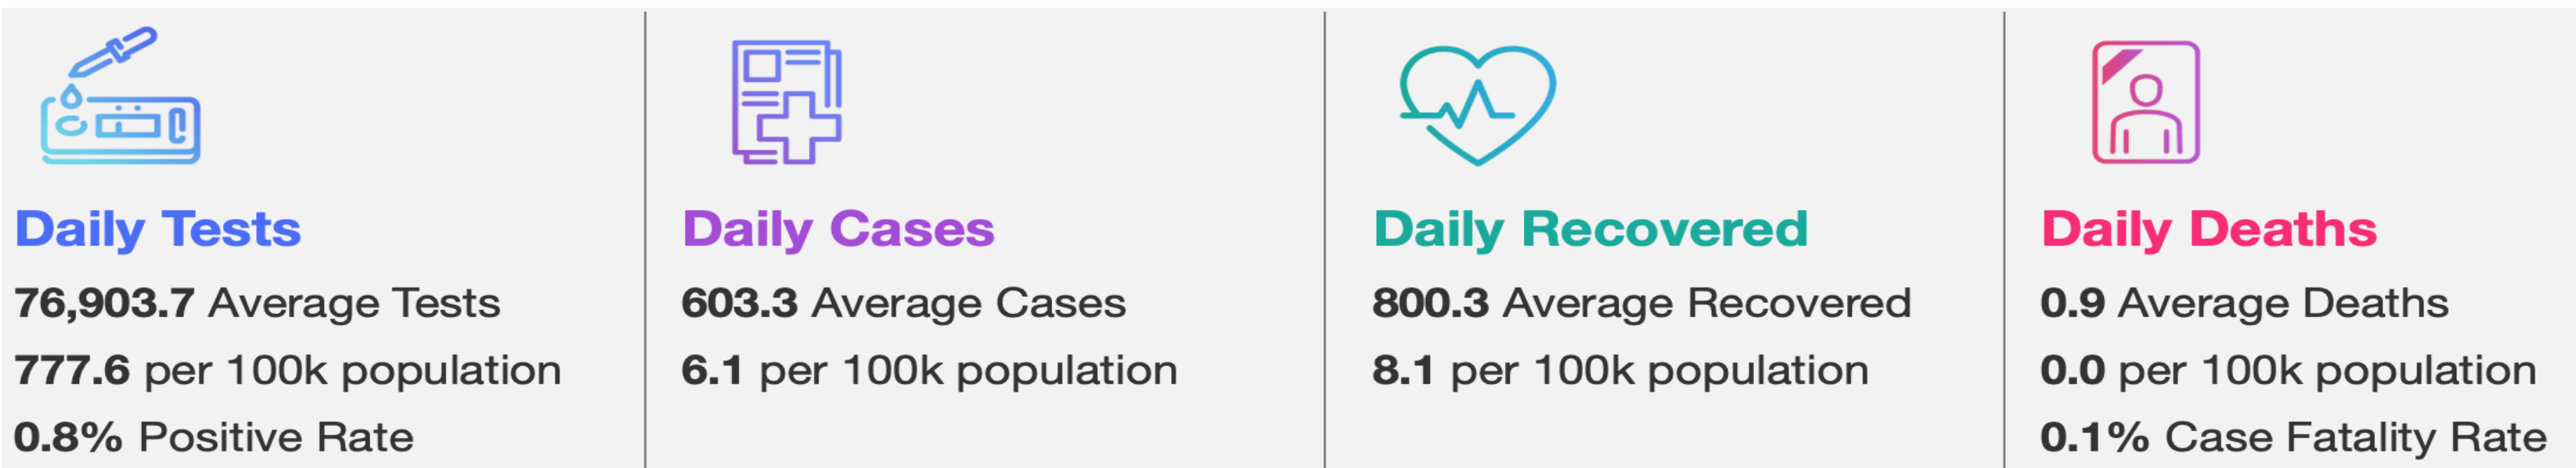 Daily Tests
76,903.7 Average Tests
777.6 per 100k population
0.8% Positive Rate
Daily Cases
603.3 Average Cases
6.1 per 100k population
Daily Recovered
800.3 Average Recovered
8.1 per 100k population
Daily Deaths
0.9 Average Deaths
0.0 per 100k population
0.1% Case Fatality Rate